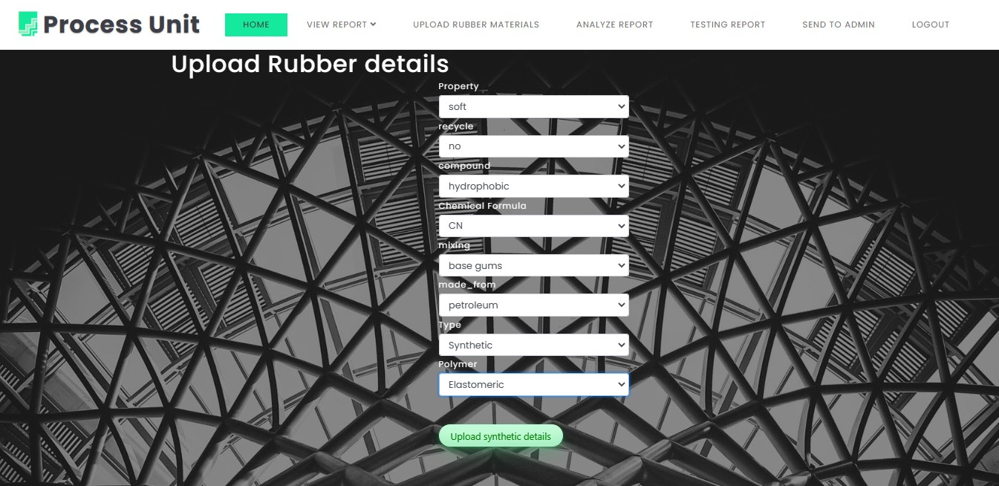 Process Unit HOME VIEW REPORT UPLOAD RUBBER MATERIALS ANALYZE REPORT TESTING REPORT SEND TO ADMIN LOGOUT
Upload Rubber details
Property
soft
recycle
no
compound
hydrophobic
Chemical Formula
CN
mixing
base gums
made_from
petroleum
Type
Synthetic
Polymer
Elastomeric
Upload synthetic details